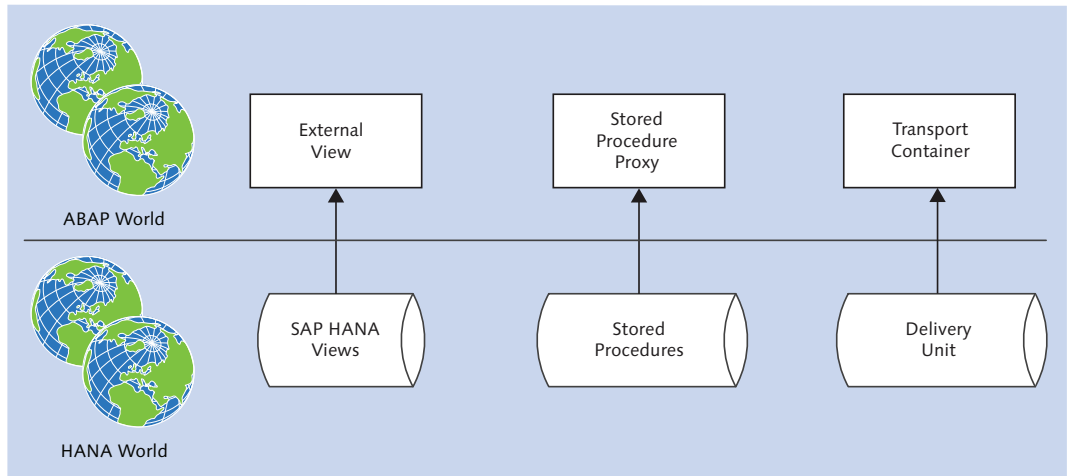 External
View
Stored
Procedure
Proxy
Transport
Container
ABAP World
SAP HANA
Views
Stored
Procedures
Delivery
Unit
HANA World